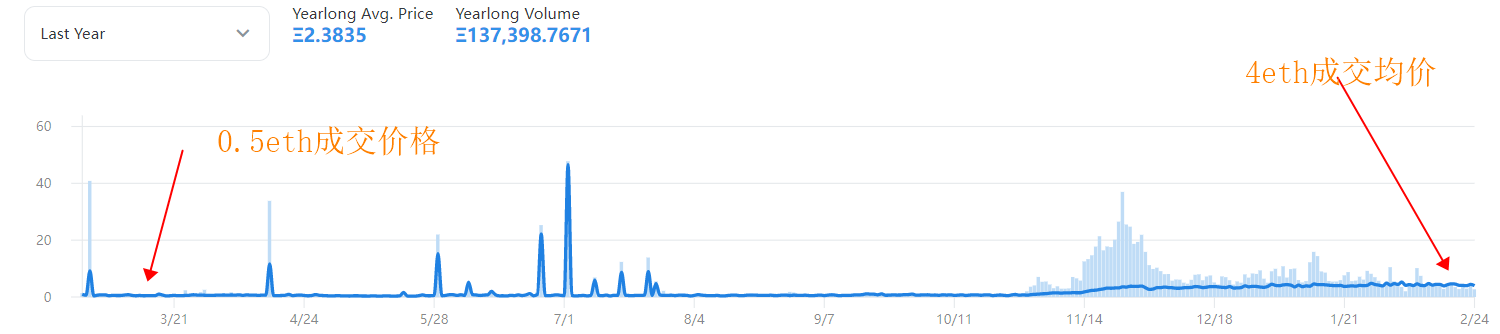 Last Year
Yearlong Avg. Price
Ξ2.3835
Yearlong Volume
Ξ137,398.7671
4eth成交均价
0.5eth成交价格
60
40
20
0
3/21 4/24 5/28 7/1 8/4 9/7 10/11 11/14 12/18 1/21 2/24